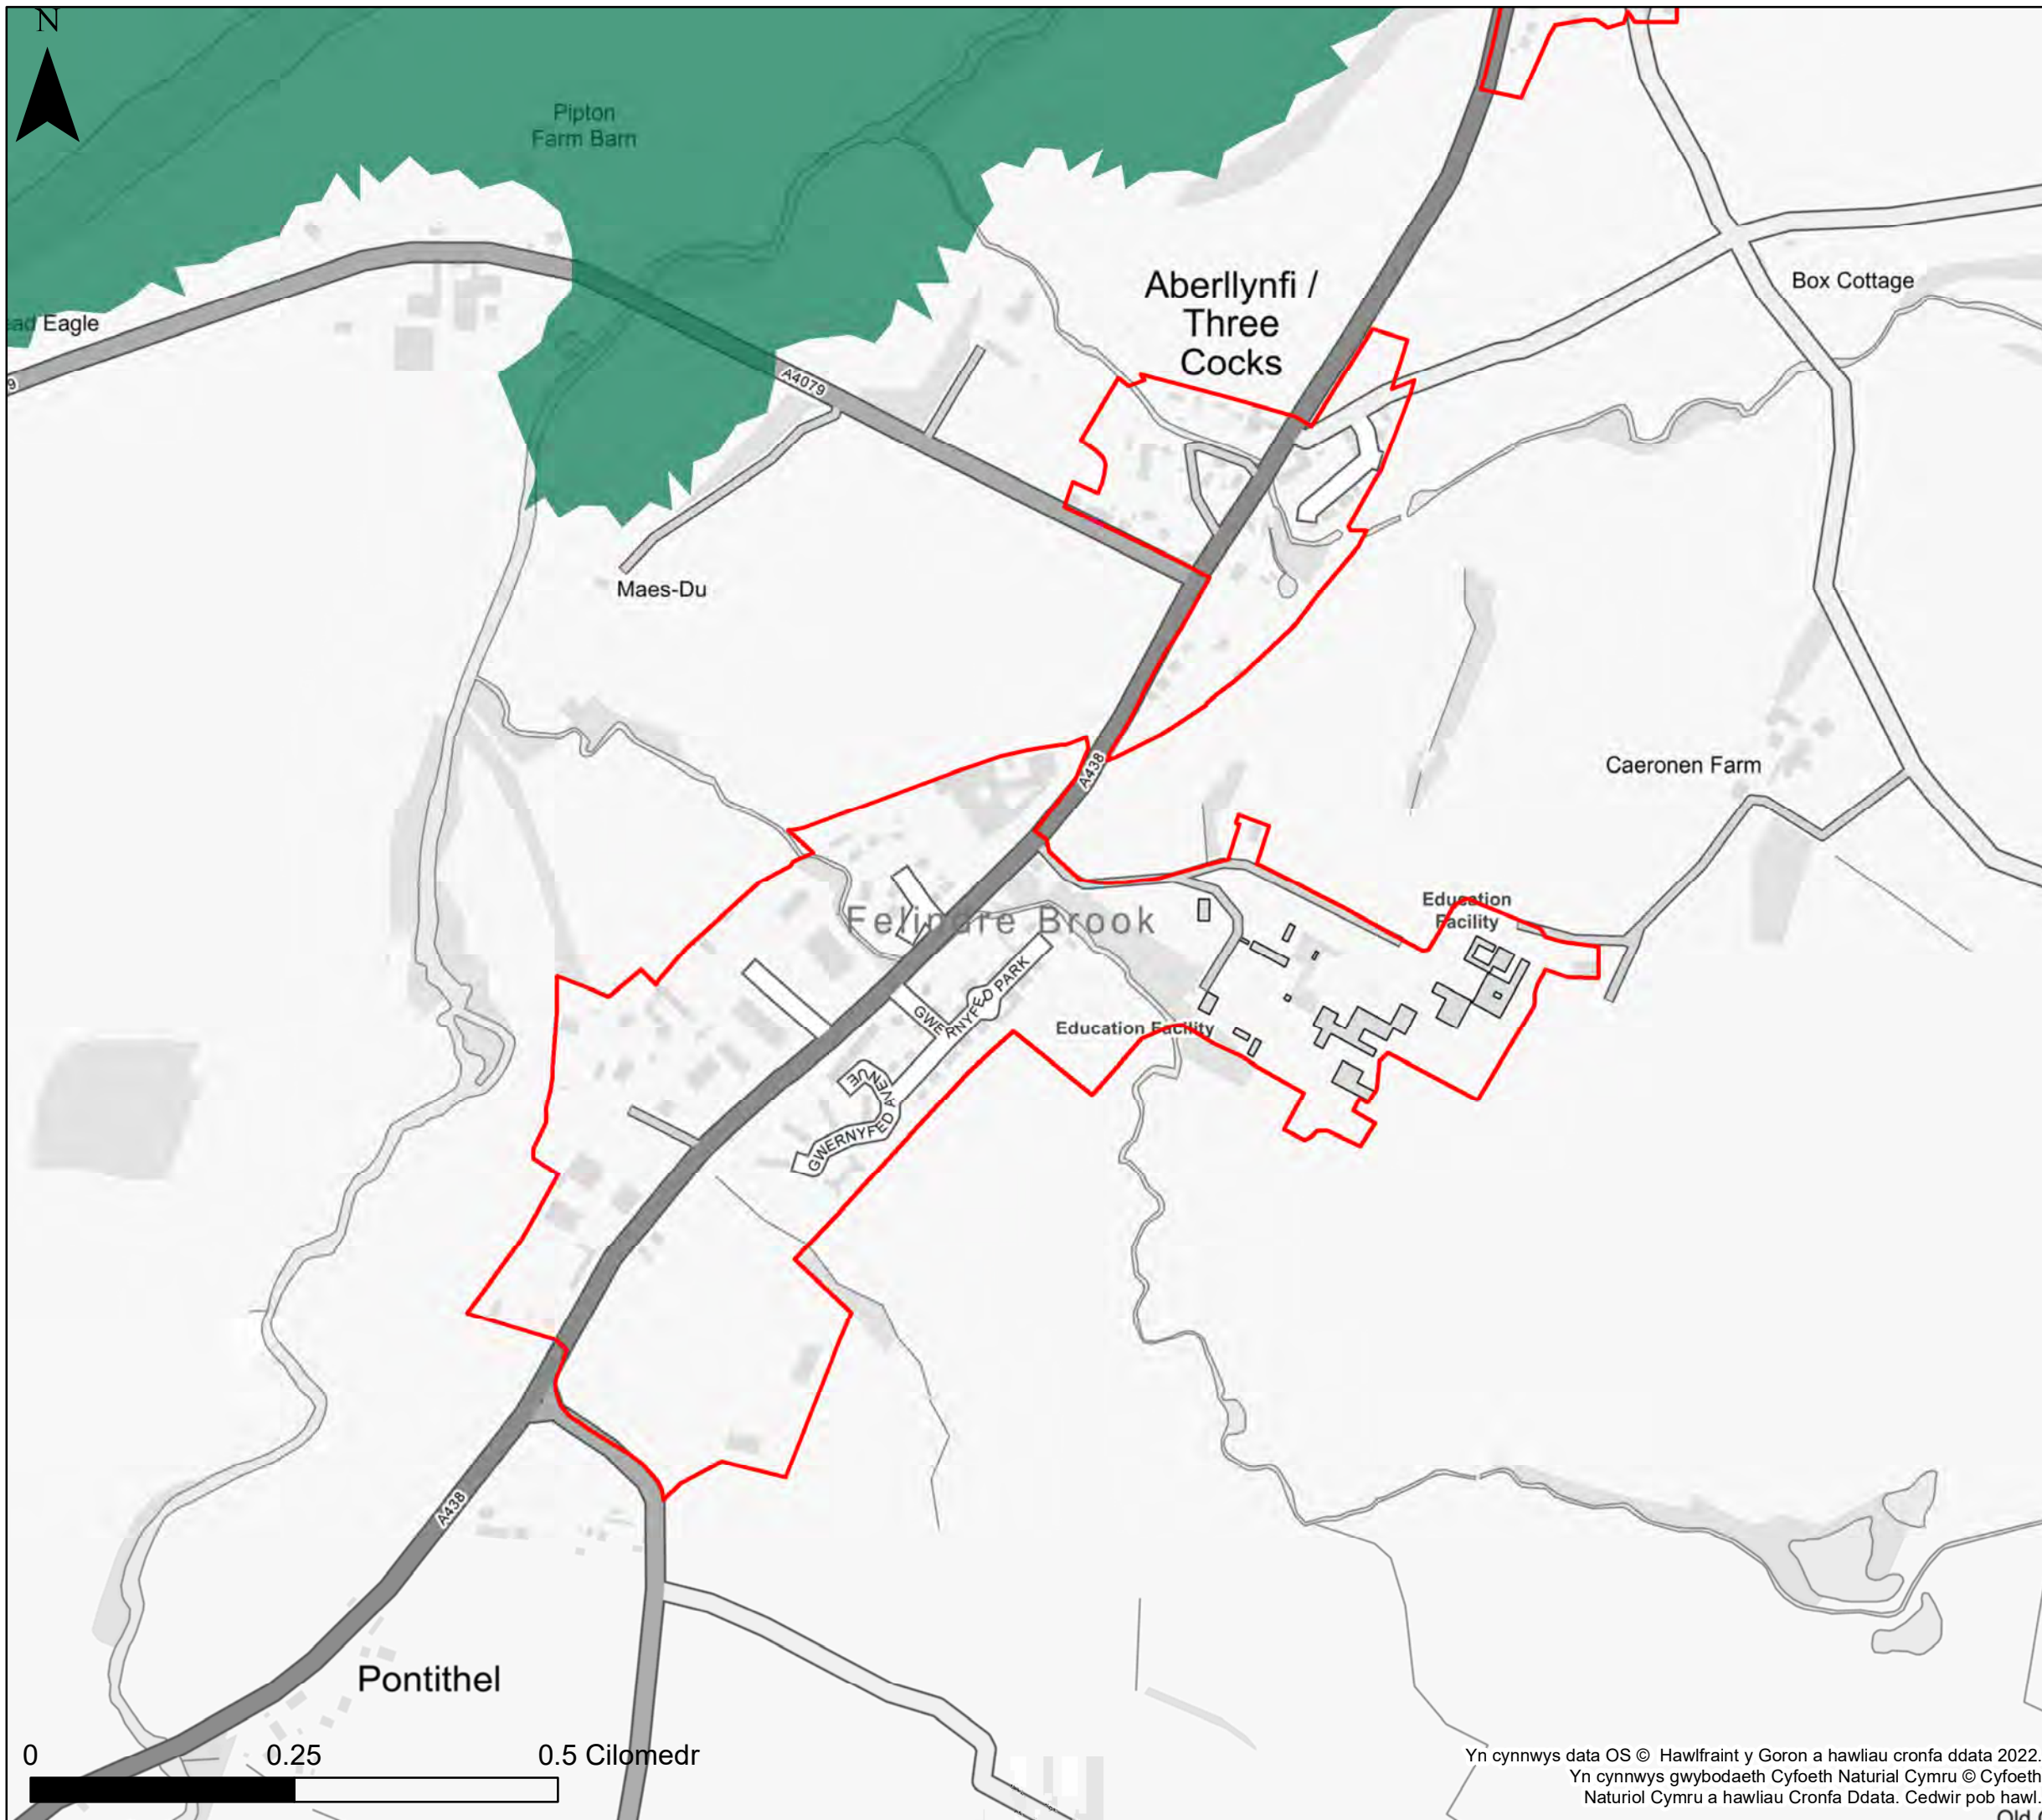 N
Pipton
Farm Barn
Aberllynfi /
Three
Cocks
Box Cottage
ad Eagle
9
A4079
Maes-Du
A438
Caeronen Farm
Education
Facility
Felindre Brook
GWERNYFED PARK
Education Facility
GWERNYFED AVENUE
A438
Pontithel
0
0.25
0.5 Cilomedr
Yn cynnwys data OS © Hawlfraint y Goron a hawliau cronfa ddata 2022.
Yn cynnwys gwybodaeth Cyfoeth Naturial Cymru © Cyfoeth
Naturiol Cymru a hawliau Cronfa Ddata. Cedwir pob hawl.
Old